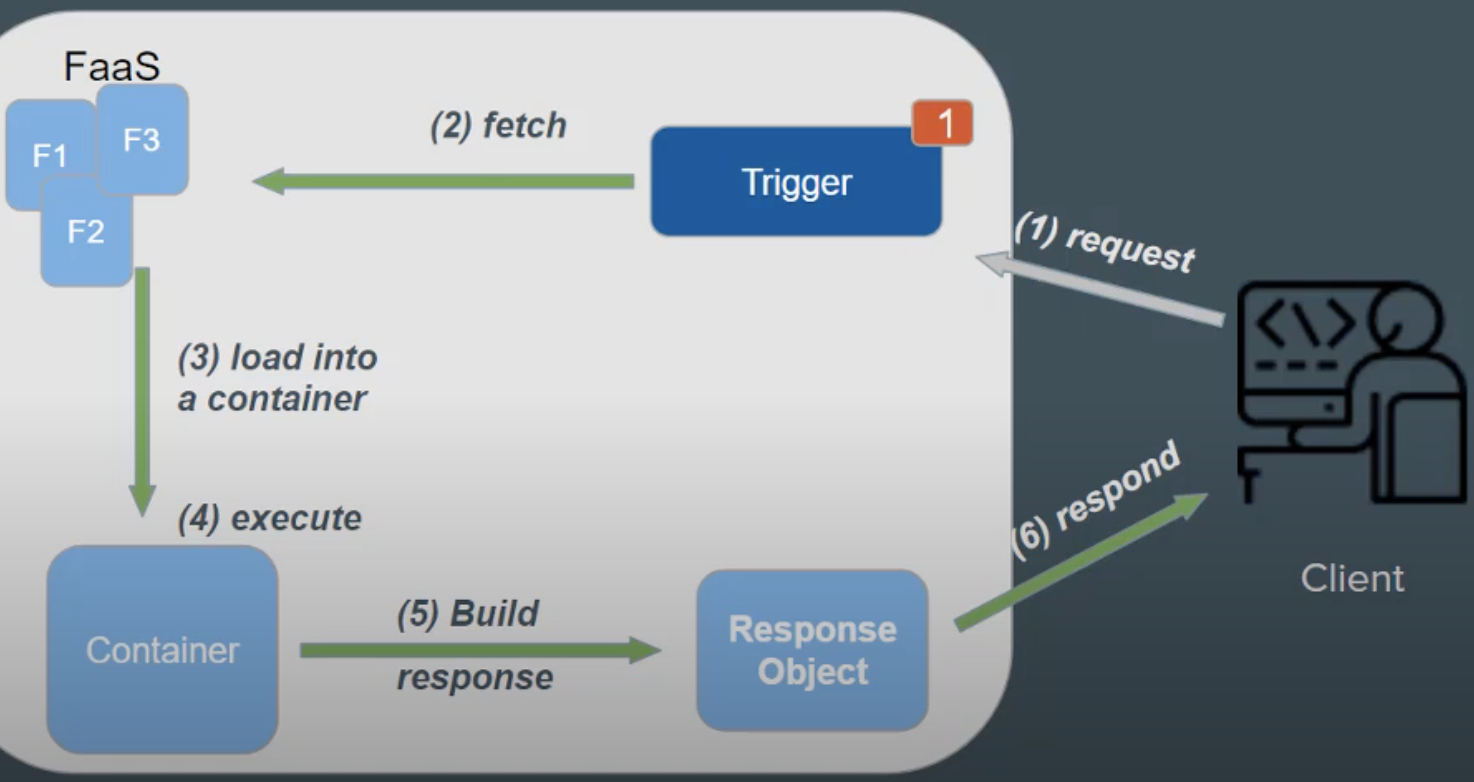 FaaS
F1
F3
F2
(2) fetch
Trigger
1
(1) request
(3) load into
a container
(4) execute
Container
(5) Build
response
Response
Object
(6) respond
Client